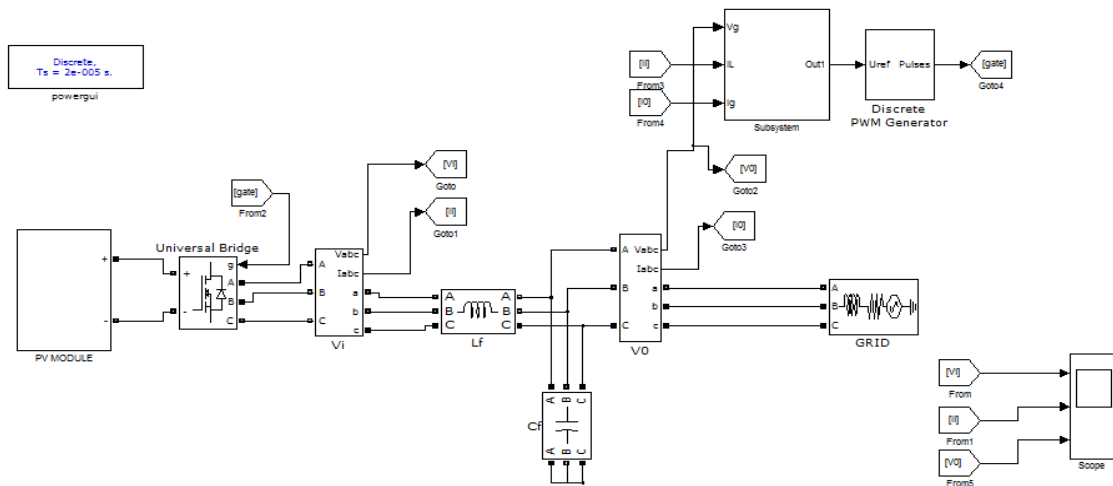 Discrete,
Ts = 2e-005 s.
powergui
Vg
[Il]
From3
IL
[I0]
From4
Ig
Out1
Subsystem
Uref Pulses
Discrete
PWM Generator
[gate]
Goto4
[VI]
Goto
[V0]
Goto2
[gate]
From2
[II]
Goto1
[I0]
Goto3
Universal Bridge
+
-
PV MODULE
+
-
g
A
B
C
A
B
C
Vabc
Iabc
a
b
c
Vi
A A
B B
C C
Lf
A
B
C
Vabc
Iabc
a
b
c
V0
A
B
C
GRID
A B C
Cf
A B C
[VI]
From
[II]
From1
[V0]
From5
Scope